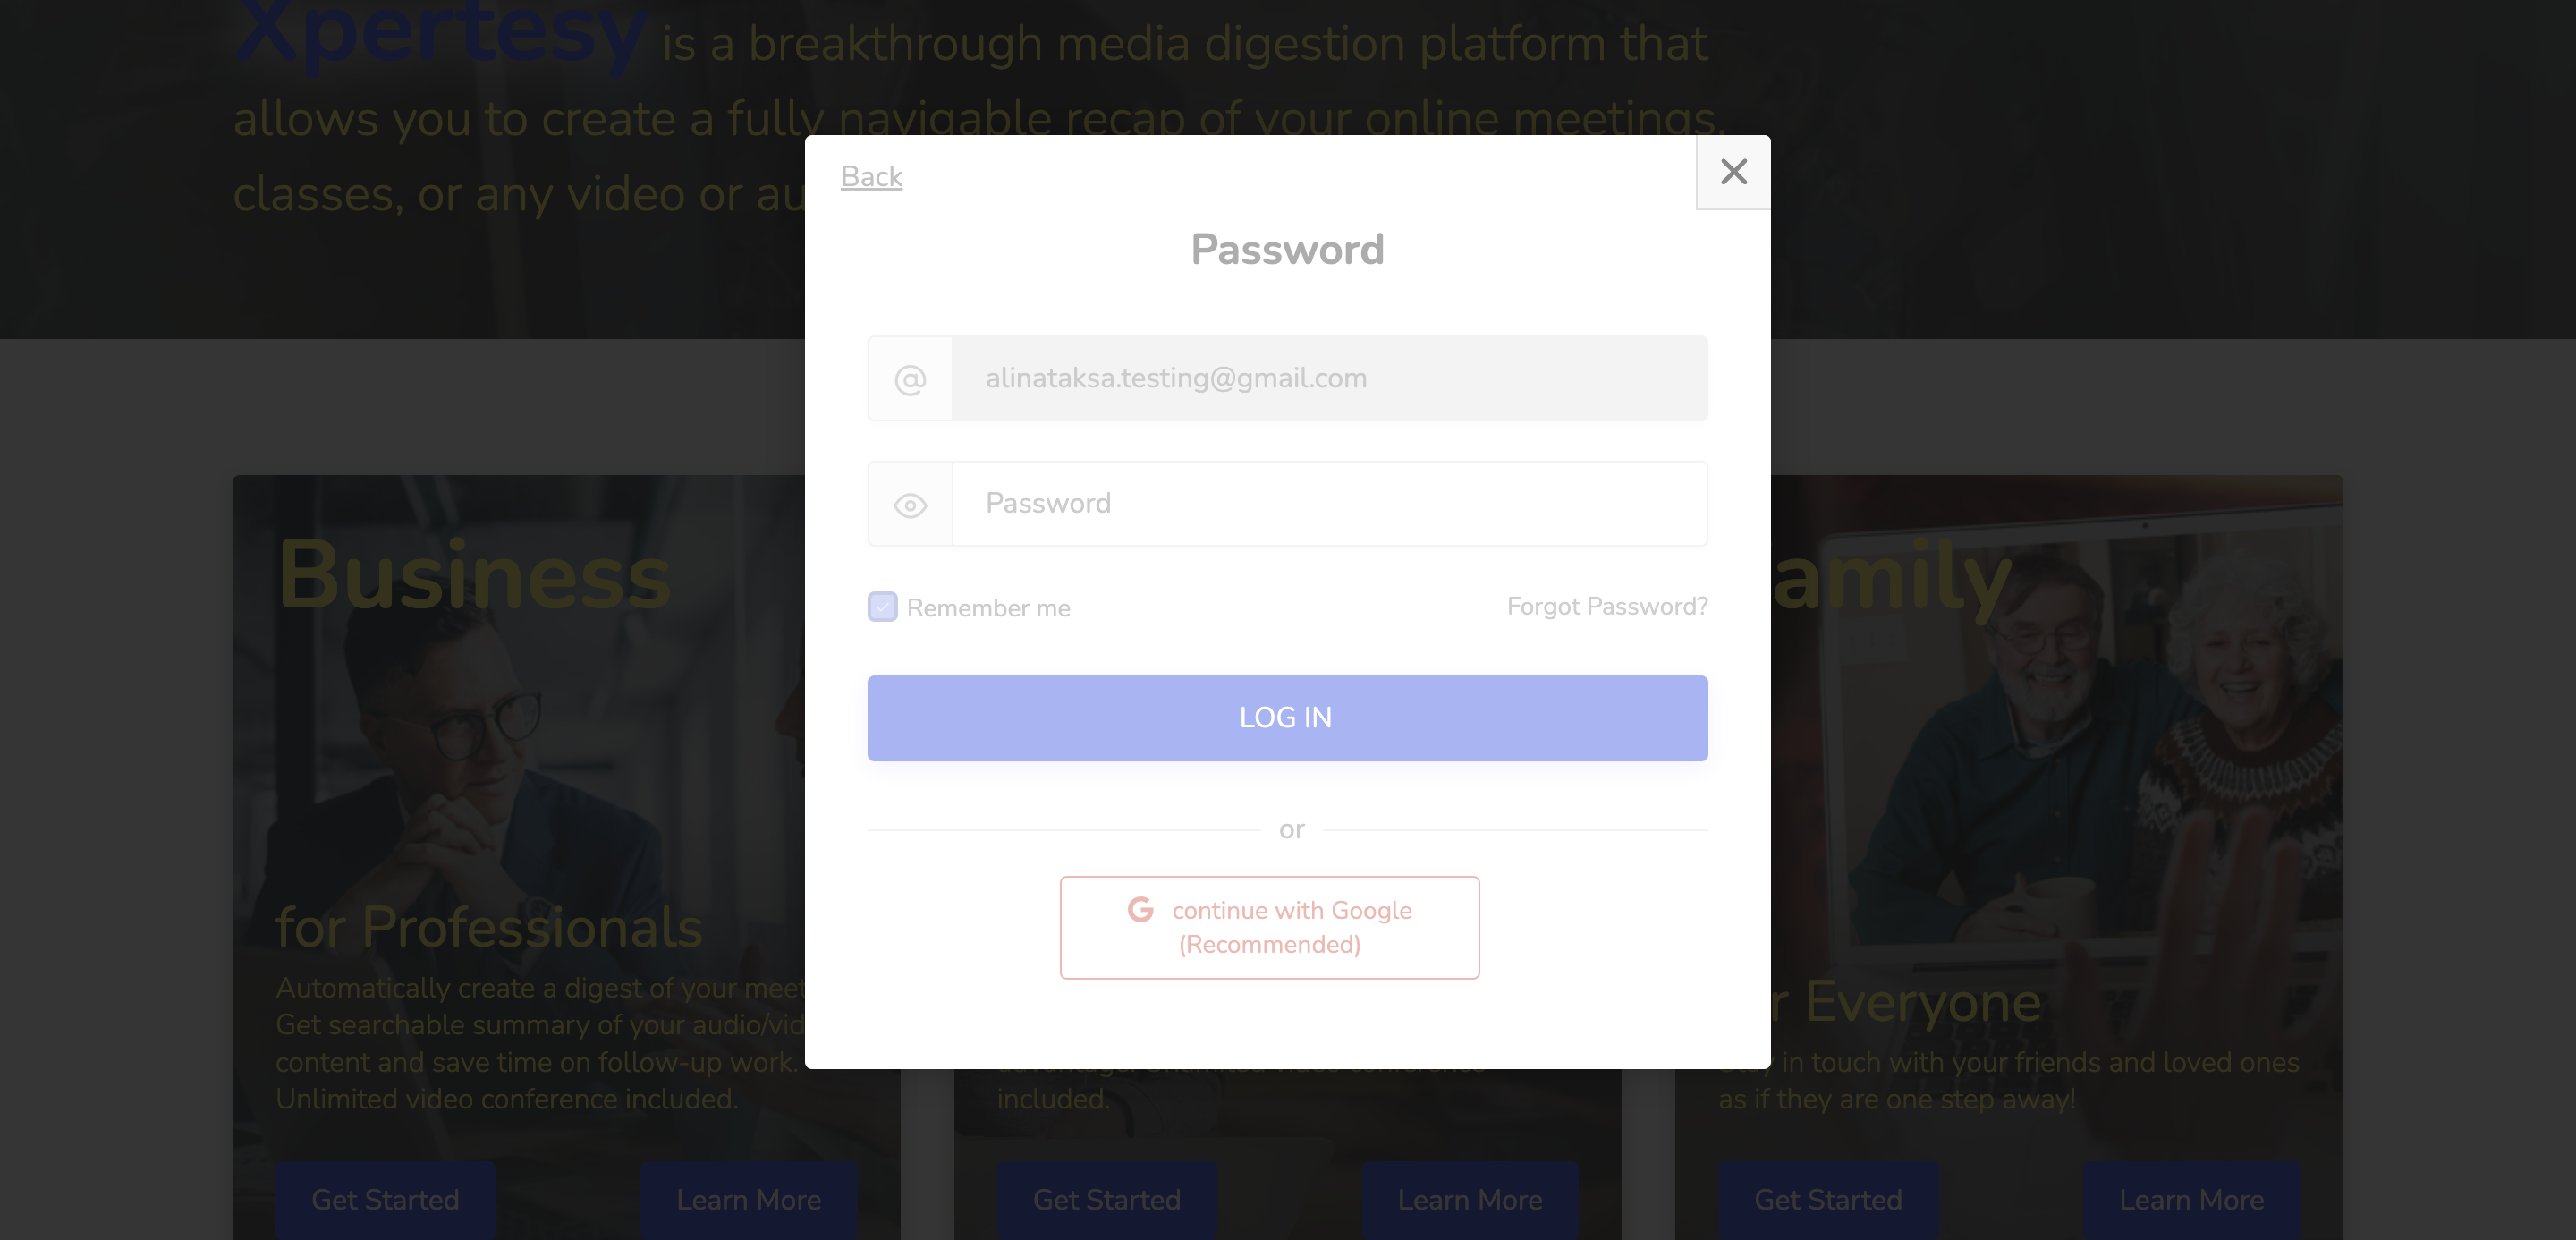 Xpertesy is a breakthrough media digestion platform that
allows you to create a fully navigable recap of your online meetings,
classes, or any video or au
Back
Password
alinataksa.testing@gmail.com
Password
Remember me
Forgot Password?
LOG IN
or
continue with Google
(Recommended)
Business
for Professionals
Automatically create a digest of your meet
Get searchable summary of your audio/vid
content and save time on follow-up work.
Unlimited video conference included.
Get Started
Learn More
included.
Get Started
Learn More
amily
r Everyone
Stay in touch with your friends and loved ones
as if they are one step away!
Get Started
Learn More